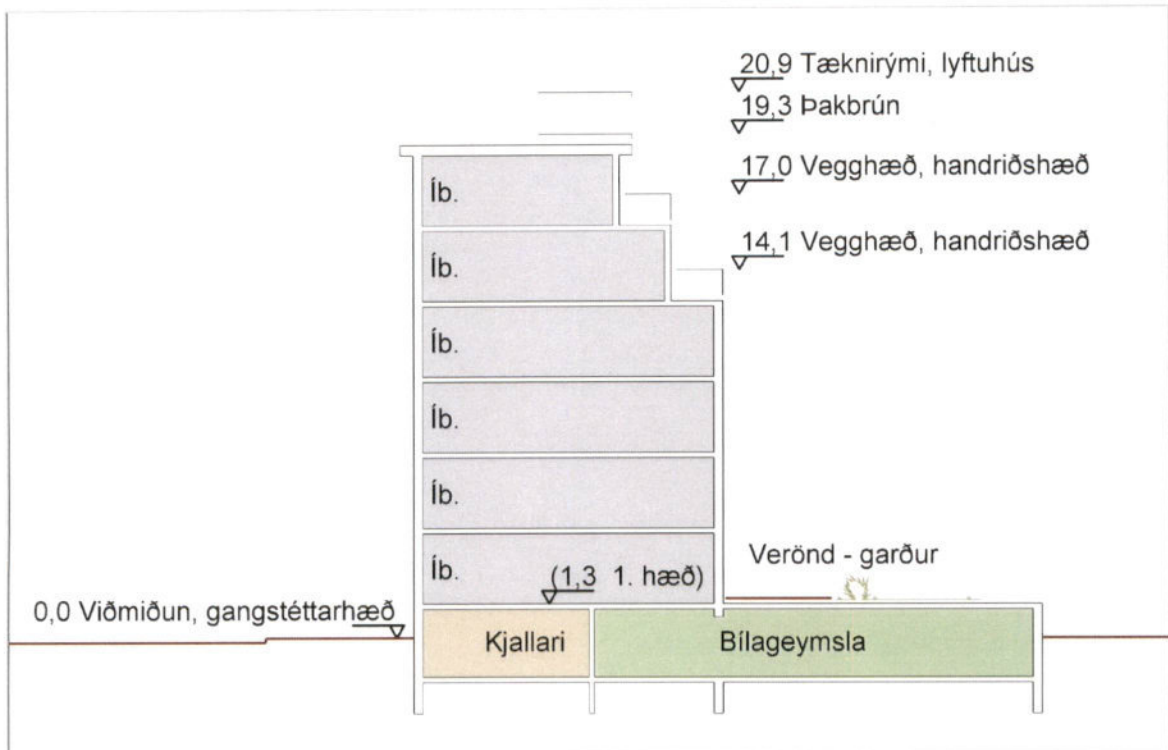 20,9 Tæknirými, lyftuhús
19,3 Þakbrún
17,0 Vegghæð, handriðshæð
14,1 Vegghæð, handriðshæð
Íb.
Íb.
Íb.
Íb.
Íb.
Íb.
(1,3 1. hæð)
Verönd - garður
0,0 Viðmiðun, gangstéttarhæð
Kjallari
Bílageymsla